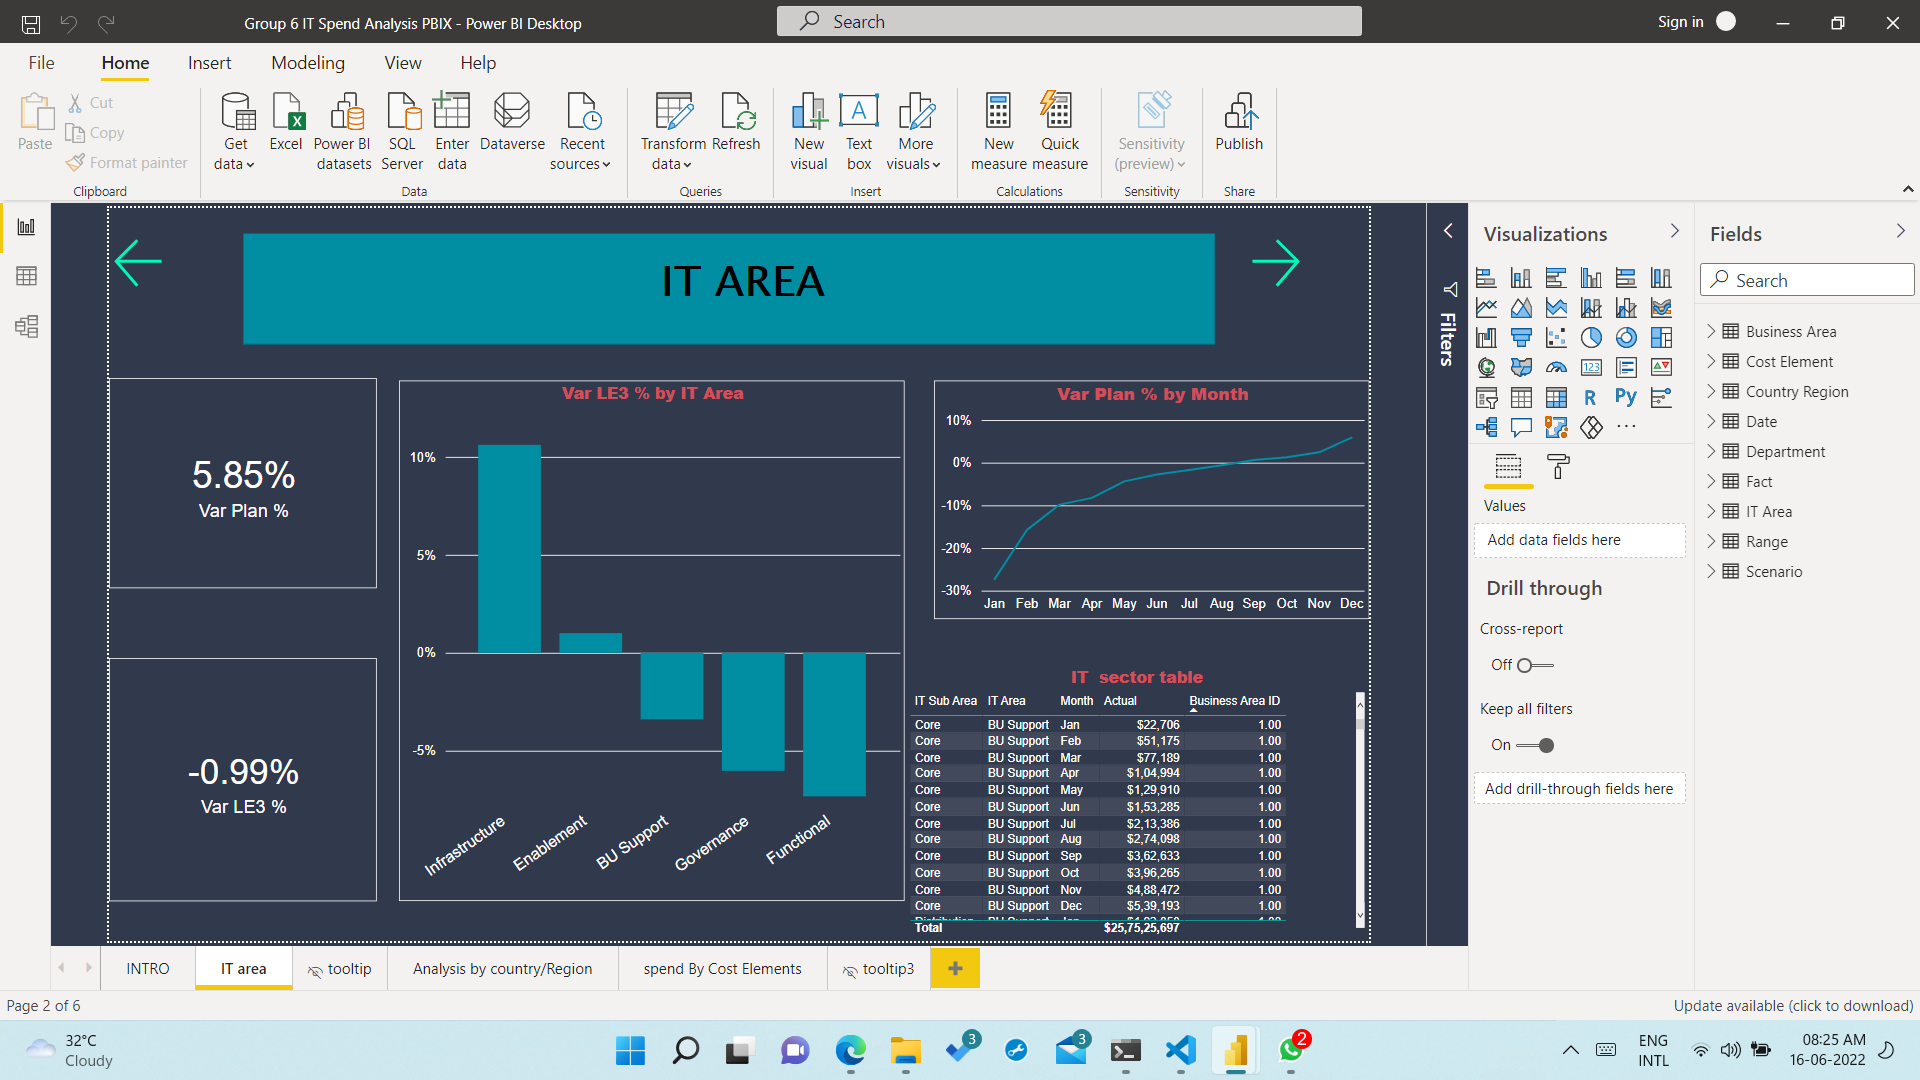 Group 6 IT Spend Analysis PBIX - Power BI Desktop
Search
Sign in
File Home Insert Modeling View Help
Paste
Cut
Copy
Format painter
Clipboard
Get data
Excel
Power BI datasets
SQL Server
Enter data
Dataverse
Recent sources
Data
Transform data
Refresh
Queries
New visual
Text box
More visuals
Insert
New measure
Quick measure
Calculations
Sensitivity (preview)
Sensitivity
Publish
Share
IT AREA
5.85%
Var Plan %
-0.99%
Var LE3 %
Var LE3 % by IT Area
10%
5%
0%
-5%
Infrastructure Enablement BU Support Governance Functional
Var Plan % by Month
10%
0%
-10%
-20%
-30%
Jan Feb Mar Apr May Jun Jul Aug Sep Oct Nov Dec
IT sector table
IT Sub Area IT Area Month Actual Business Area ID
Core BU Support Jan $22,706 1.00
Core BU Support Feb $51,175 1.00
Core BU Support Mar $77,189 1.00
Core BU Support Apr $1,04,994 1.00
Core BU Support May $1,29,910 1.00
Core BU Support Jun $1,53,285 1.00
Core BU Support Jul $2,13,386 1.00
Core BU Support Aug $2,74,098 1.00
Core BU Support Sep $3,62,633 1.00
Core BU Support Oct $3,96,265 1.00
Core BU Support Nov $4,88,472 1.00
Core BU Support Dec $5,39,193 1.00
Total $25,75,25,697
Filters
Visualizations
123
R Py
Values
Add data fields here
Drill through
Cross-report
Off
Keep all filters
On
Add drill-through fields here
Fields
Search
Business Area
Cost Element
Country Region
Date
Department
Fact
IT Area
Range
Scenario
INTRO IT area tooltip Analysis by country/Region spend By Cost Elements tooltip3
Page 2 of 6
Update available (click to download)
32°C
Cloudy
3
3
2
ENG
INTL
08:25 AM
16-06-2022